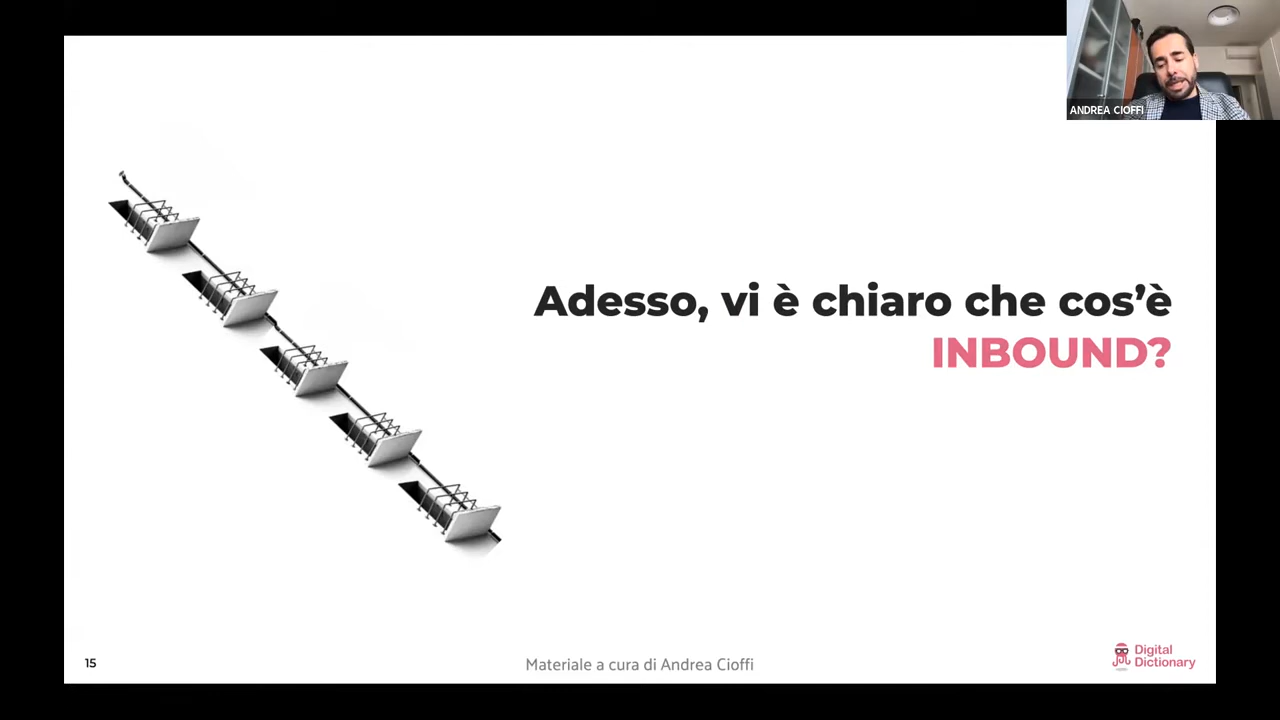 ANDREA CIOFFI
Adesso, vi è chiaro che cos’è
INBOUND?
15
Materiale a cura di Andrea Cioffi
Digital
Dictionary